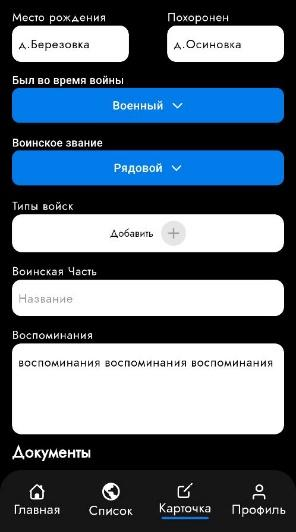 Место рождения Похоронен
д.Березовка д.Осиновка
Был во время войны
Военный
Воинское звание
Рядовой
Типы войск
Добавить
Воинская Часть
Название
Воспоминания
воспоминания воспоминания воспоминания
Документы
Главная Список Карточка Профиль